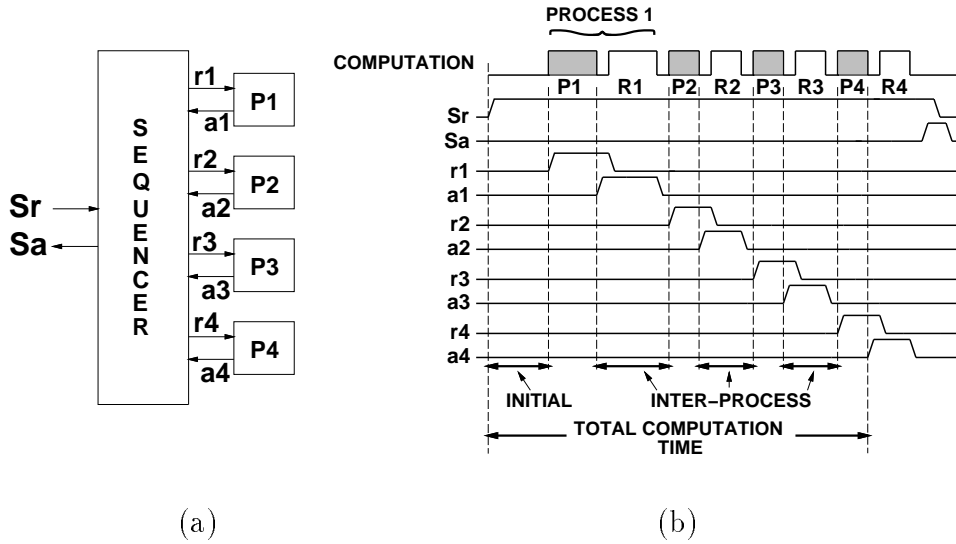 PROCESS 1
COMPUTATION
P1 R1 P2 R2 P3 R3 P4 R4
SEQUENCER
Sr
Sa
r1
a1
P1
r2
a2
P2
r3
a3
P3
r4
a4
P4
Sr
Sa
r1
a1
r2
a2
r3
a3
r4
a4
INITIAL
INTER–PROCESS
TOTAL COMPUTATION
TIME
(a)
(b)